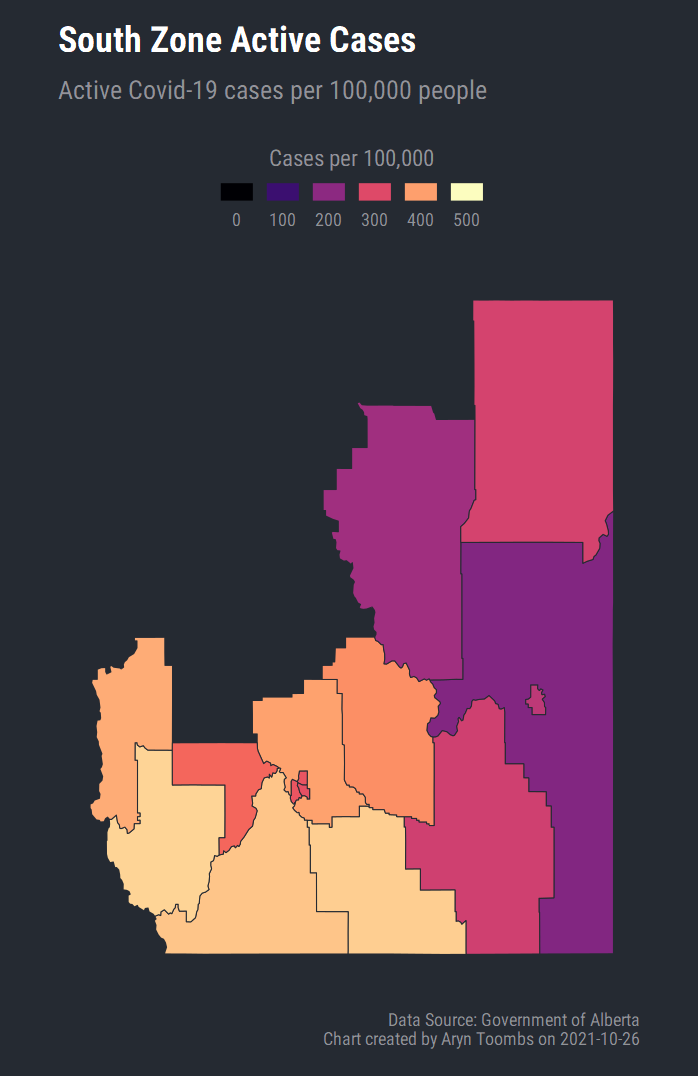 South Zone Active Cases
Active Covid-19 cases per 100,000 people
Cases per 100,000
0 100 200 300 400 500
Data Source: Government of Alberta
Chart created by Aryn Toombs on 2021-10-26